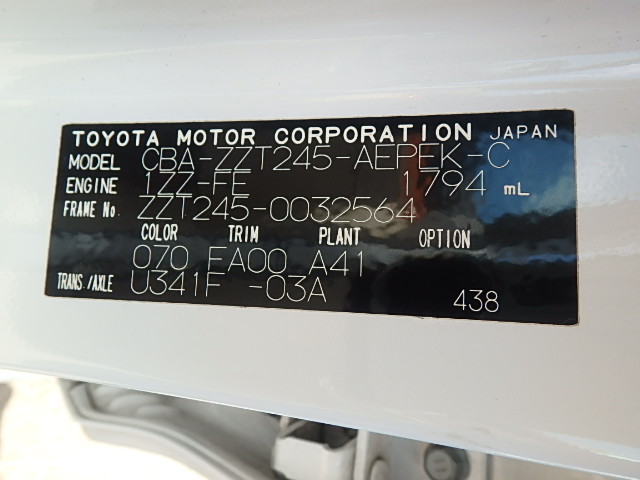 TOYOTA MOTOR CORPORATION JAPAN
MODEL CBA-ZZT245-AEPEK-C
ENGINE 1ZZ-FE 1794 mL
FRAME No. ZZT245-0032564
COLOR TRIM PLANT OPTION
070 FA00 A41
TRANS./AXLE U341F -03A
438